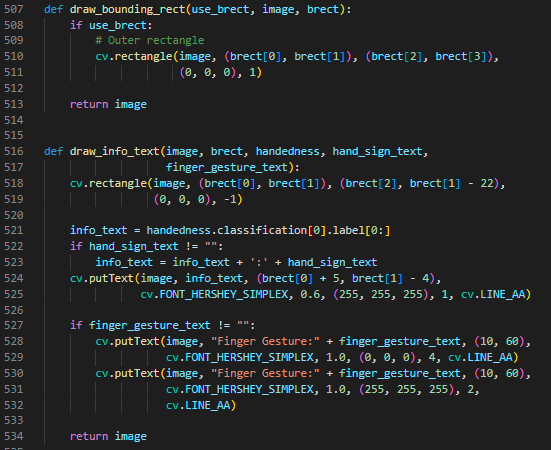 507 def draw_bounding_rect(use_brect, image, brect):
508     if use_brect:
509         # Outer rectangle
510         cv.rectangle(image, (brect[0], brect[1]), (brect[2], brect[3]),
511                      (0, 0, 0), 1)
512
513     return image
514
515
516 def draw_info_text(image, brect, handedness, hand_sign_text,
517                    finger_gesture_text):
518     cv.rectangle(image, (brect[0], brect[1]), (brect[2], brect[1] - 22),
519                  (0, 0, 0), -1)
520
521     info_text = handedness.classification[0].label[0:]
522     if hand_sign_text != "":
523         info_text = info_text + ':' + hand_sign_text
524     cv.putText(image, info_text, (brect[0] + 5, brect[1] - 4),
525                cv.FONT_HERSHEY_SIMPLEX, 0.6, (255, 255, 255), 1, cv.LINE_AA)
526
527     if finger_gesture_text != "":
528         cv.putText(image, "Finger Gesture:" + finger_gesture_text, (10, 60),
529                    cv.FONT_HERSHEY_SIMPLEX, 1.0, (0, 0, 0), 4, cv.LINE_AA)
530         cv.putText(image, "Finger Gesture:" + finger_gesture_text, (10, 60),
531                    cv.FONT_HERSHEY_SIMPLEX, 1.0, (255, 255, 255), 2,
532                    cv.LINE_AA)
533
534     return image